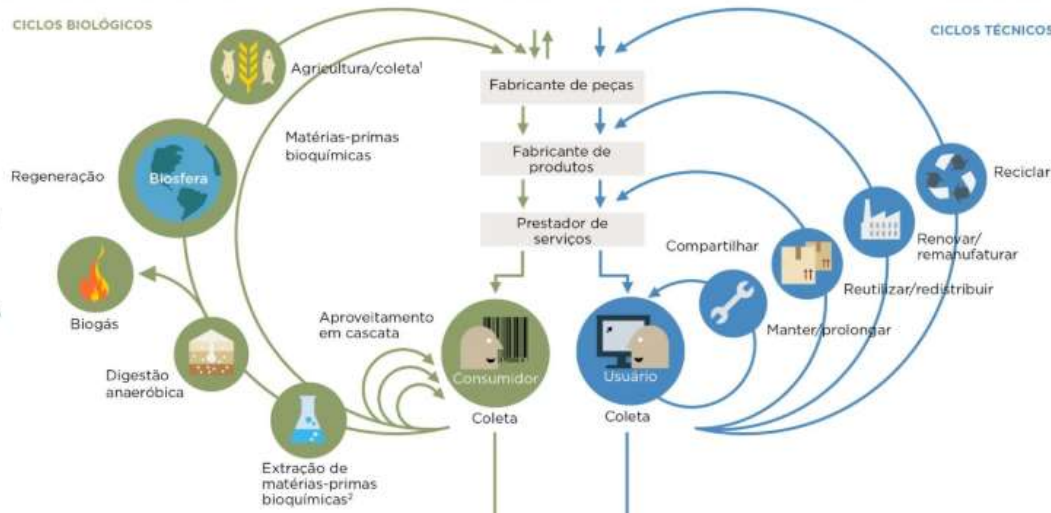 CICLOS BIOLÓGICOS
CICLOS TÉCNICOS
Agricultura/coleta¹
Fabricante de peças
Matérias-primas
bioquímicas
Regeneração
Biosfera
Fabricante de
produtos
Reciclar
Prestador de
serviços
Compartilhar
Renovar/
remanufaturar
Reutilizar/redistribuir
Biogás
Aproveitamento
em cascata
Manter/prolongar
Digestão
anaeróbica
Consumidor
Usuário
Coleta
Coleta
Extração de
matérias-primas
bioquímicas²